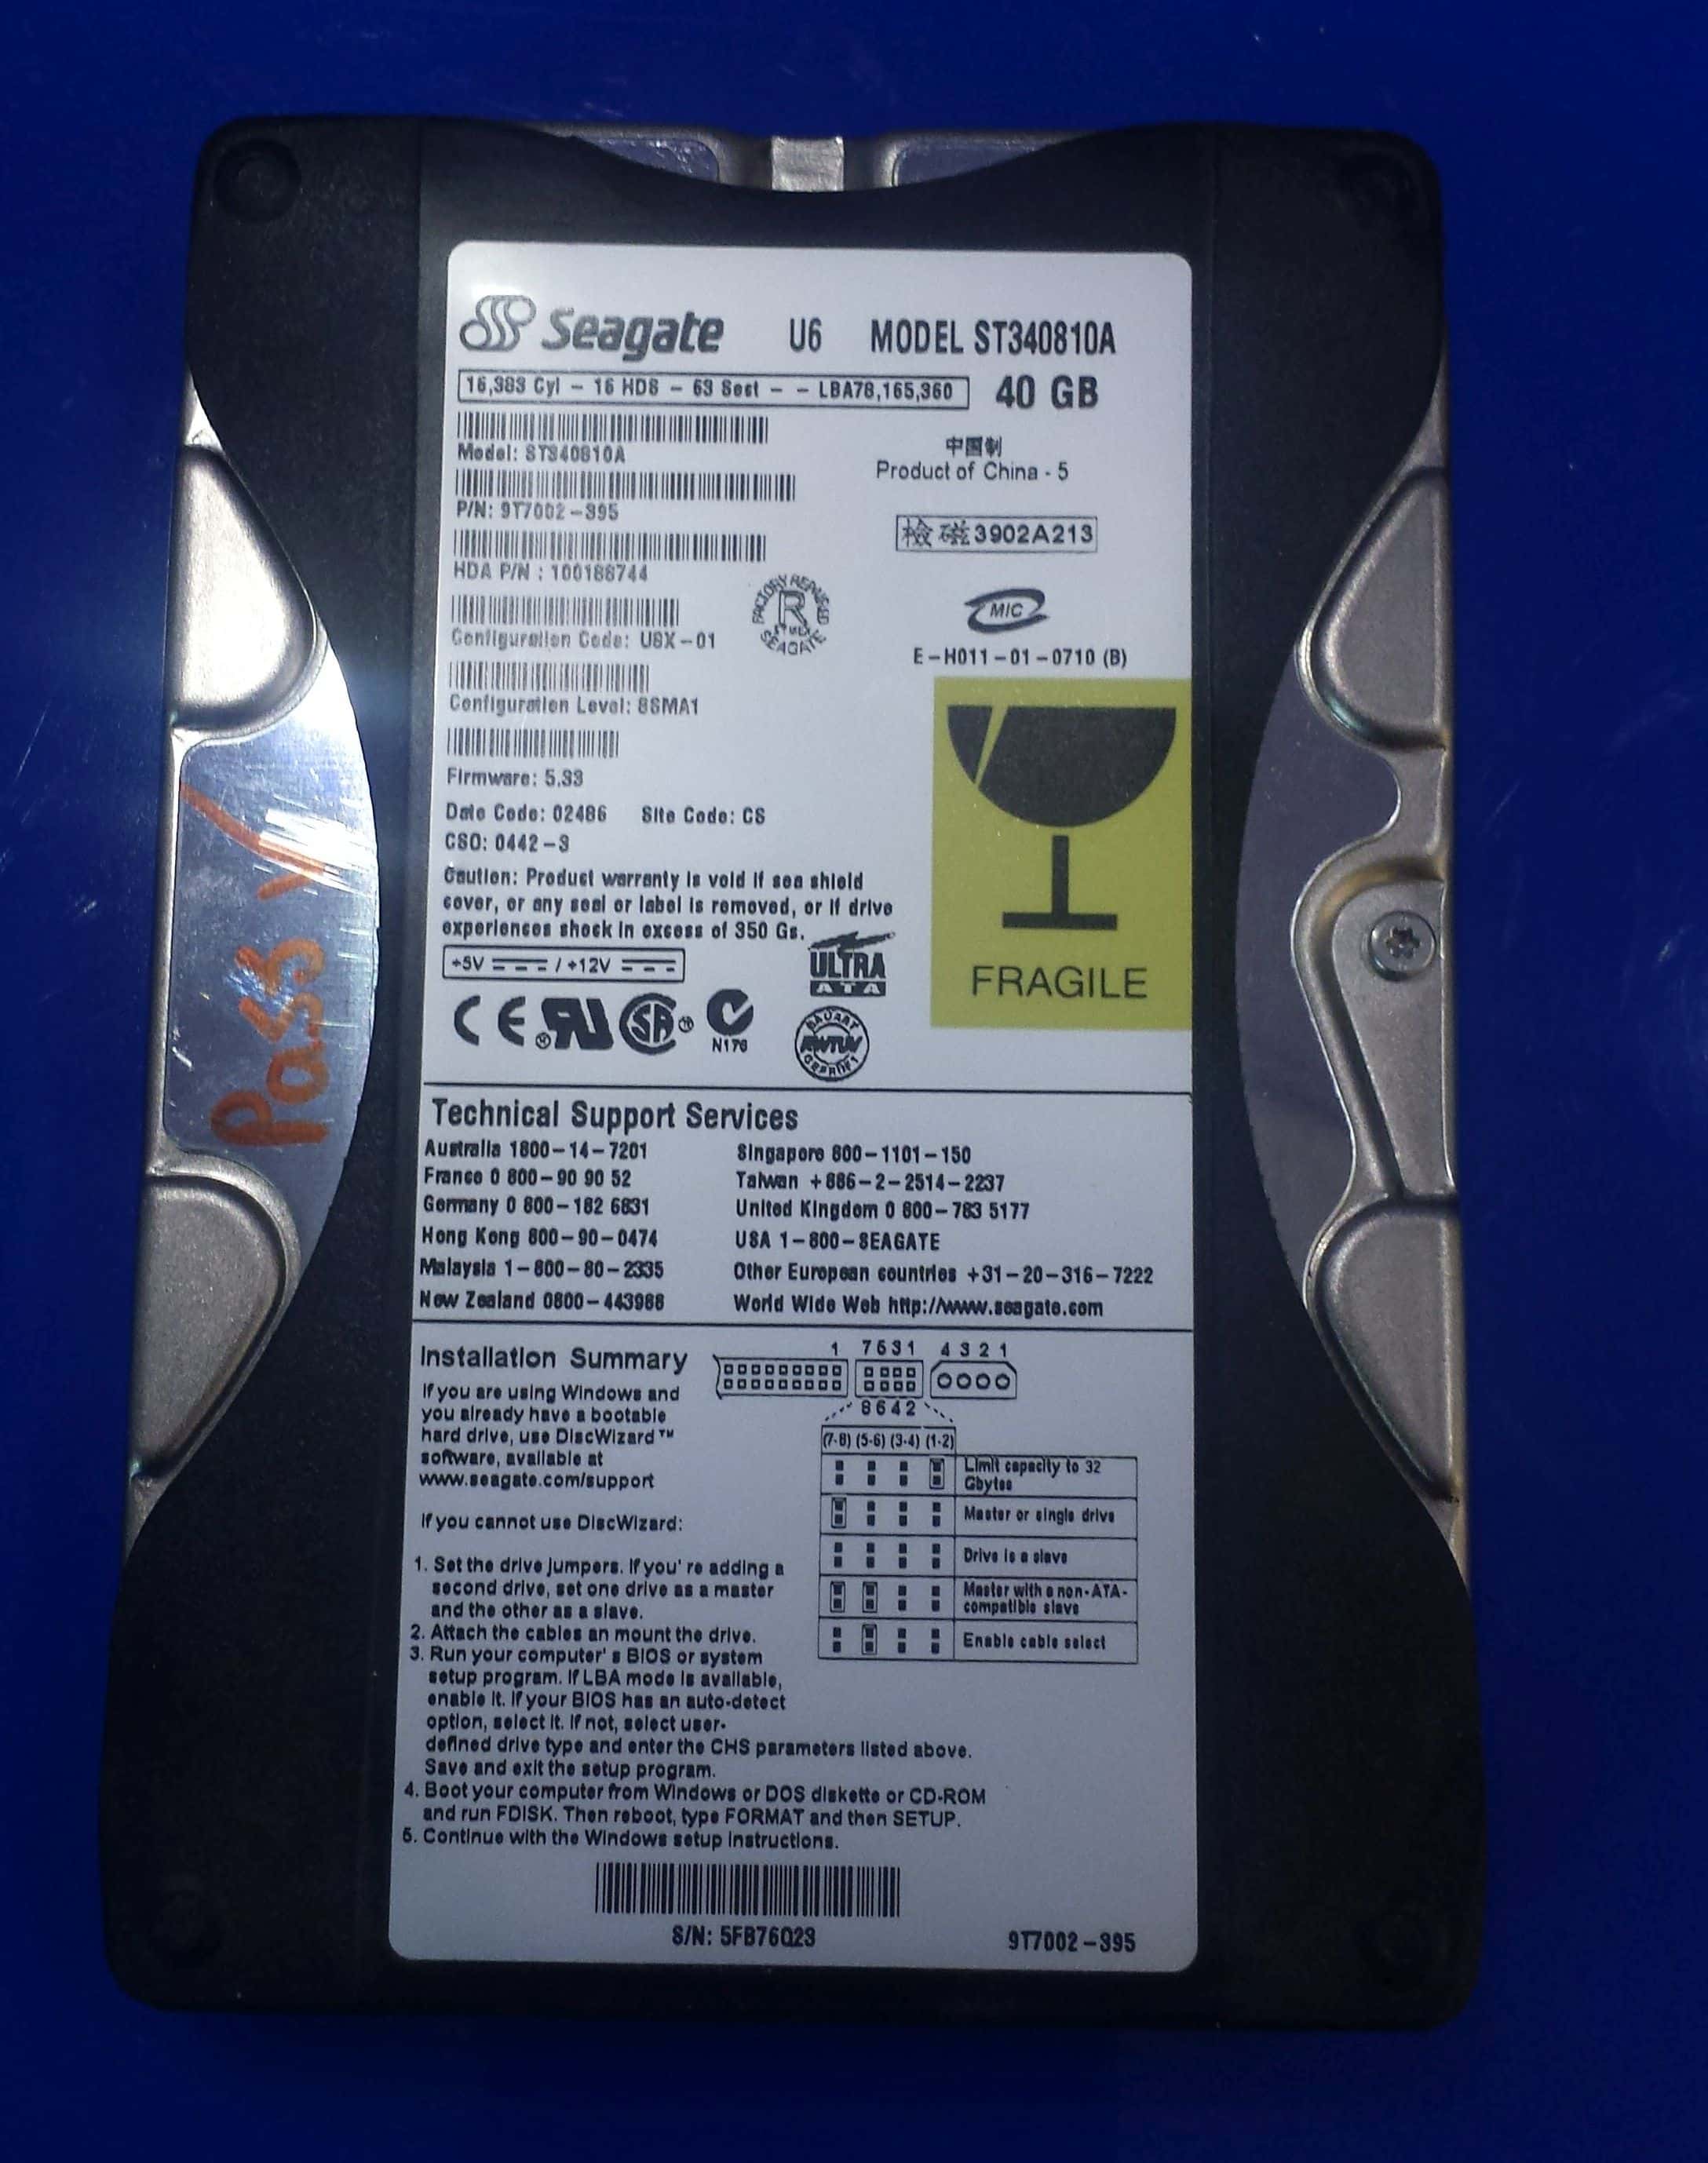 Seagate U6 MODEL ST340810A
16,383 Cyl - 16 HDS - 63 Sect - - LBA78,165,360 40 GB
Model: ST340810A
中国制
Product of China - 5
P/N: 9T7002-395
檢磁3902A213
HDA P/N : 100188744
FACTORY REPAIRED
R
SEAGATE
MIC
Configuration Code: U8X-01
E-H011-01-0710 (B)
Configuration Level: 8SMA1
Firmware: 5.33
Date Code: 02486 Site Code: CS
CSO: 0442-3
Caution: Product warranty is void if sea shield
cover, or any seal or label is removed, or if drive
experiences shock in excess of 350 Gs.
+5V / +12V
ULTRA
ATA
FRAGILE
CE
N176
BAUART
RWTÜV
GEPRÜFT
Pass
Technical Support Services
Australia 1800-14-7201
France 0 800-90 90 52
Germany 0 800-182 6831
Hong Kong 800-90-0474
Malaysia 1-800-80-2335
New Zealand 0800-443988
Singapore 800-1101-150
Taiwan +886-2-2514-2237
United Kingdom 0 800-783 5177
USA 1-800-SEAGATE
Other European countries +31-20-316-7222
World Wide Web http://www.seagate.com
Installation Summary
If you are using Windows and
you already have a bootable
hard drive, use DiscWizard™
software, available at
www.seagate.com/support
If you cannot use DiscWizard:
1. Set the drive jumpers. If you're adding a
second drive, set one drive as a master
and the other as a slave.
2. Attach the cables an mount the drive.
3. Run your computer's BIOS or system
setup program. If LBA mode is available,
enable it. If your BIOS has an auto-detect
option, select it. If not, select user-
defined drive type and enter the CHS parameters listed above.
Save and exit the setup program.
4. Boot your computer from Windows or DOS diskette or CD-ROM
and run FDISK. Then reboot, type FORMAT and then SETUP.
5. Continue with the Windows setup instructions.
1 7531 4321
8642
(7-8) (5-6) (3-4) (1-2)
Limit capacity to 32
Gbytes
Master or single drive
Drive is a slave
Master with a non-ATA-
compatible slave
Enable cable select
S/N: 5FB76Q23 9T7002-395